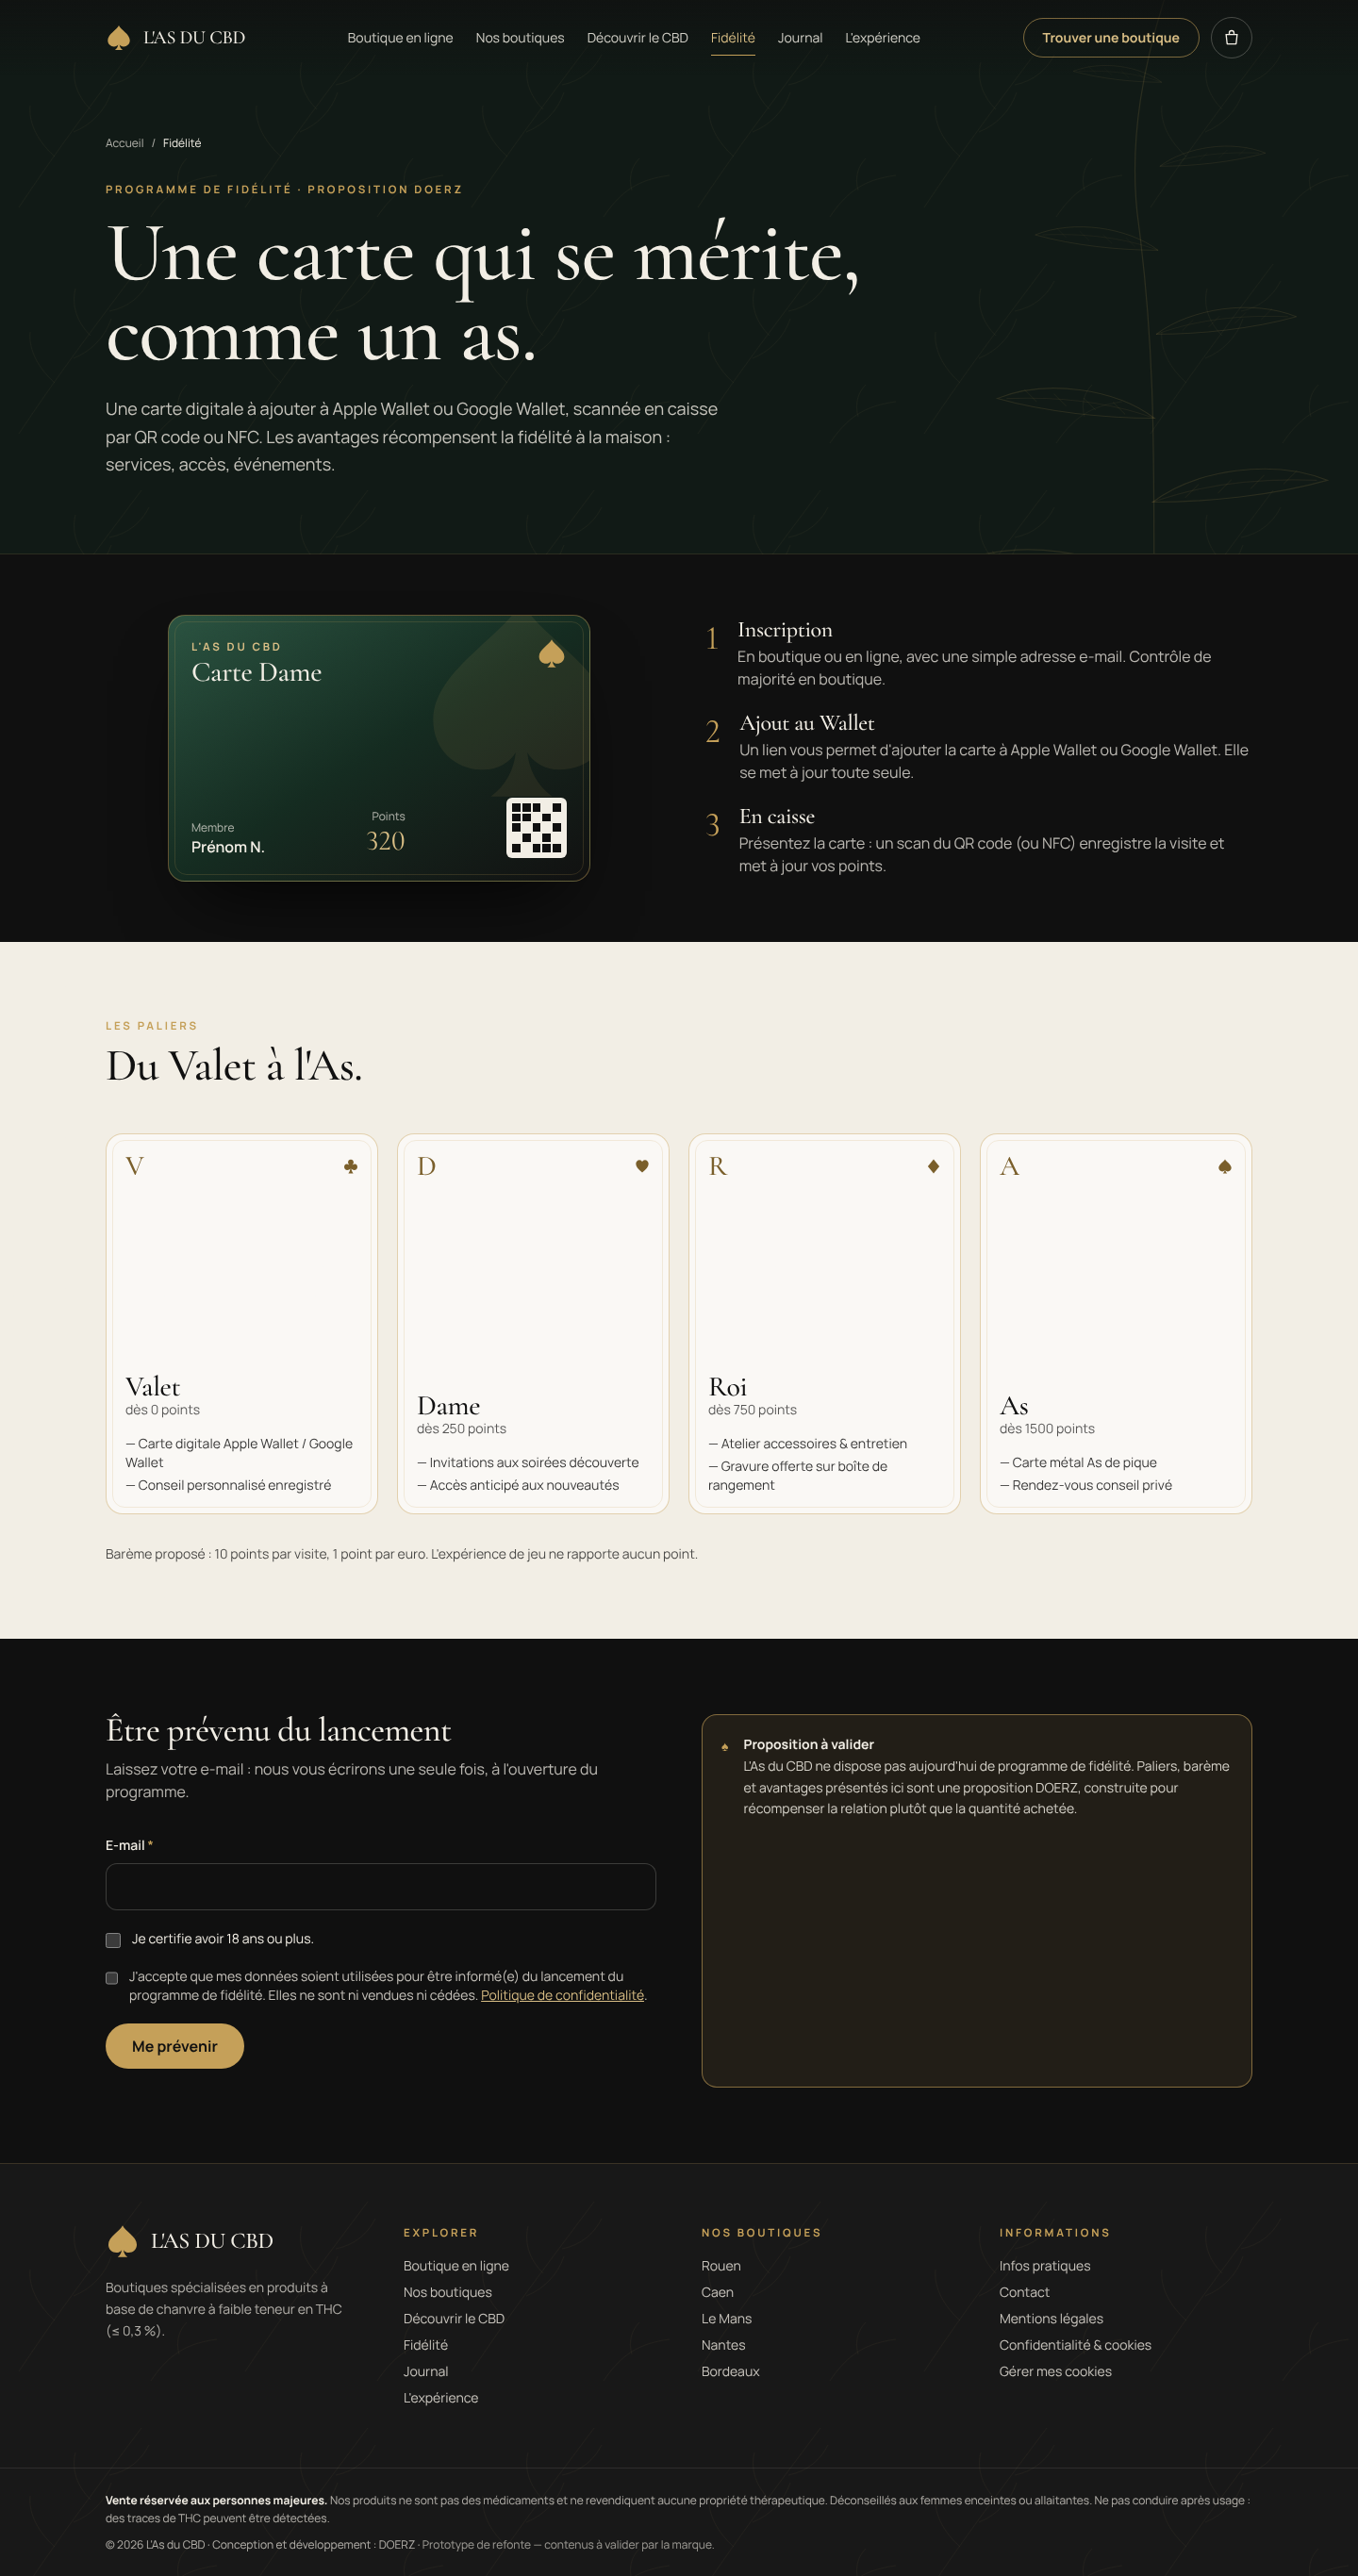 L'AS DU CBD
Boutique en ligne
Nos boutiques
Découvrir le CBD
Fidélité
Journal
L'expérience
Trouver une boutique
Accueil / Fidélité
PROGRAMME DE FIDÉLITÉ · PROPOSITION DOERZ
Une carte qui se mérite,
comme un as.
Une carte digitale à ajouter à Apple Wallet ou Google Wallet, scannée en caisse
par QR code ou NFC. Les avantages récompensent la fidélité à la maison :
services, accès, événements.
L'AS DU CBD
Carte Dame
Membre
Prénom N.
Points
320
1
Inscription
En boutique ou en ligne, avec une simple adresse e-mail. Contrôle de
majorité en boutique.
2
Ajout au Wallet
Un lien vous permet d'ajouter la carte à Apple Wallet ou Google Wallet. Elle
se met à jour toute seule.
3
En caisse
Présentez la carte : un scan du QR code (ou NFC) enregistre la visite et
met à jour vos points.
LES PALIERS
Du Valet à l'As.
V
Valet
dès 0 points
— Carte digitale Apple Wallet / Google
Wallet
— Conseil personnalisé enregistré
D
Dame
dès 250 points
— Invitations aux soirées découverte
— Accès anticipé aux nouveautés
R
Roi
dès 750 points
— Atelier accessoires & entretien
— Gravure offerte sur boîte de
rangement
A
As
dès 1500 points
— Carte métal As de pique
— Rendez-vous conseil privé
Barème proposé : 10 points par visite, 1 point par euro. L'expérience de jeu ne rapporte aucun point.
Être prévenu du lancement
Laissez votre e-mail : nous vous écrirons une seule fois, à l'ouverture du
programme.
E-mail *
Je certifie avoir 18 ans ou plus.
J'accepte que mes données soient utilisées pour être informé(e) du lancement du
programme de fidélité. Elles ne sont ni vendues ni cédées. Politique de confidentialité.
Me prévenir
Proposition à valider
L'As du CBD ne dispose pas aujourd'hui de programme de fidélité. Paliers, barème
et avantages présentés ici sont une proposition DOERZ, construite pour
récompenser la relation plutôt que la quantité achetée.
L'AS DU CBD
Boutiques spécialisées en produits à
base de chanvre à faible teneur en THC
(≤ 0,3 %).
EXPLORER
Boutique en ligne
Nos boutiques
Découvrir le CBD
Fidélité
Journal
L'expérience
NOS BOUTIQUES
Rouen
Caen
Le Mans
Nantes
Bordeaux
INFORMATIONS
Infos pratiques
Contact
Mentions légales
Confidentialité & cookies
Gérer mes cookies
Vente réservée aux personnes majeures. Nos produits ne sont pas des médicaments et ne revendiquent aucune propriété thérapeutique. Déconseillés aux femmes enceintes ou allaitantes. Ne pas conduire après usage :
des traces de THC peuvent être détectées.
© 2026 L'As du CBD · Conception et développement : DOERZ · Prototype de refonte — contenus à valider par la marque.